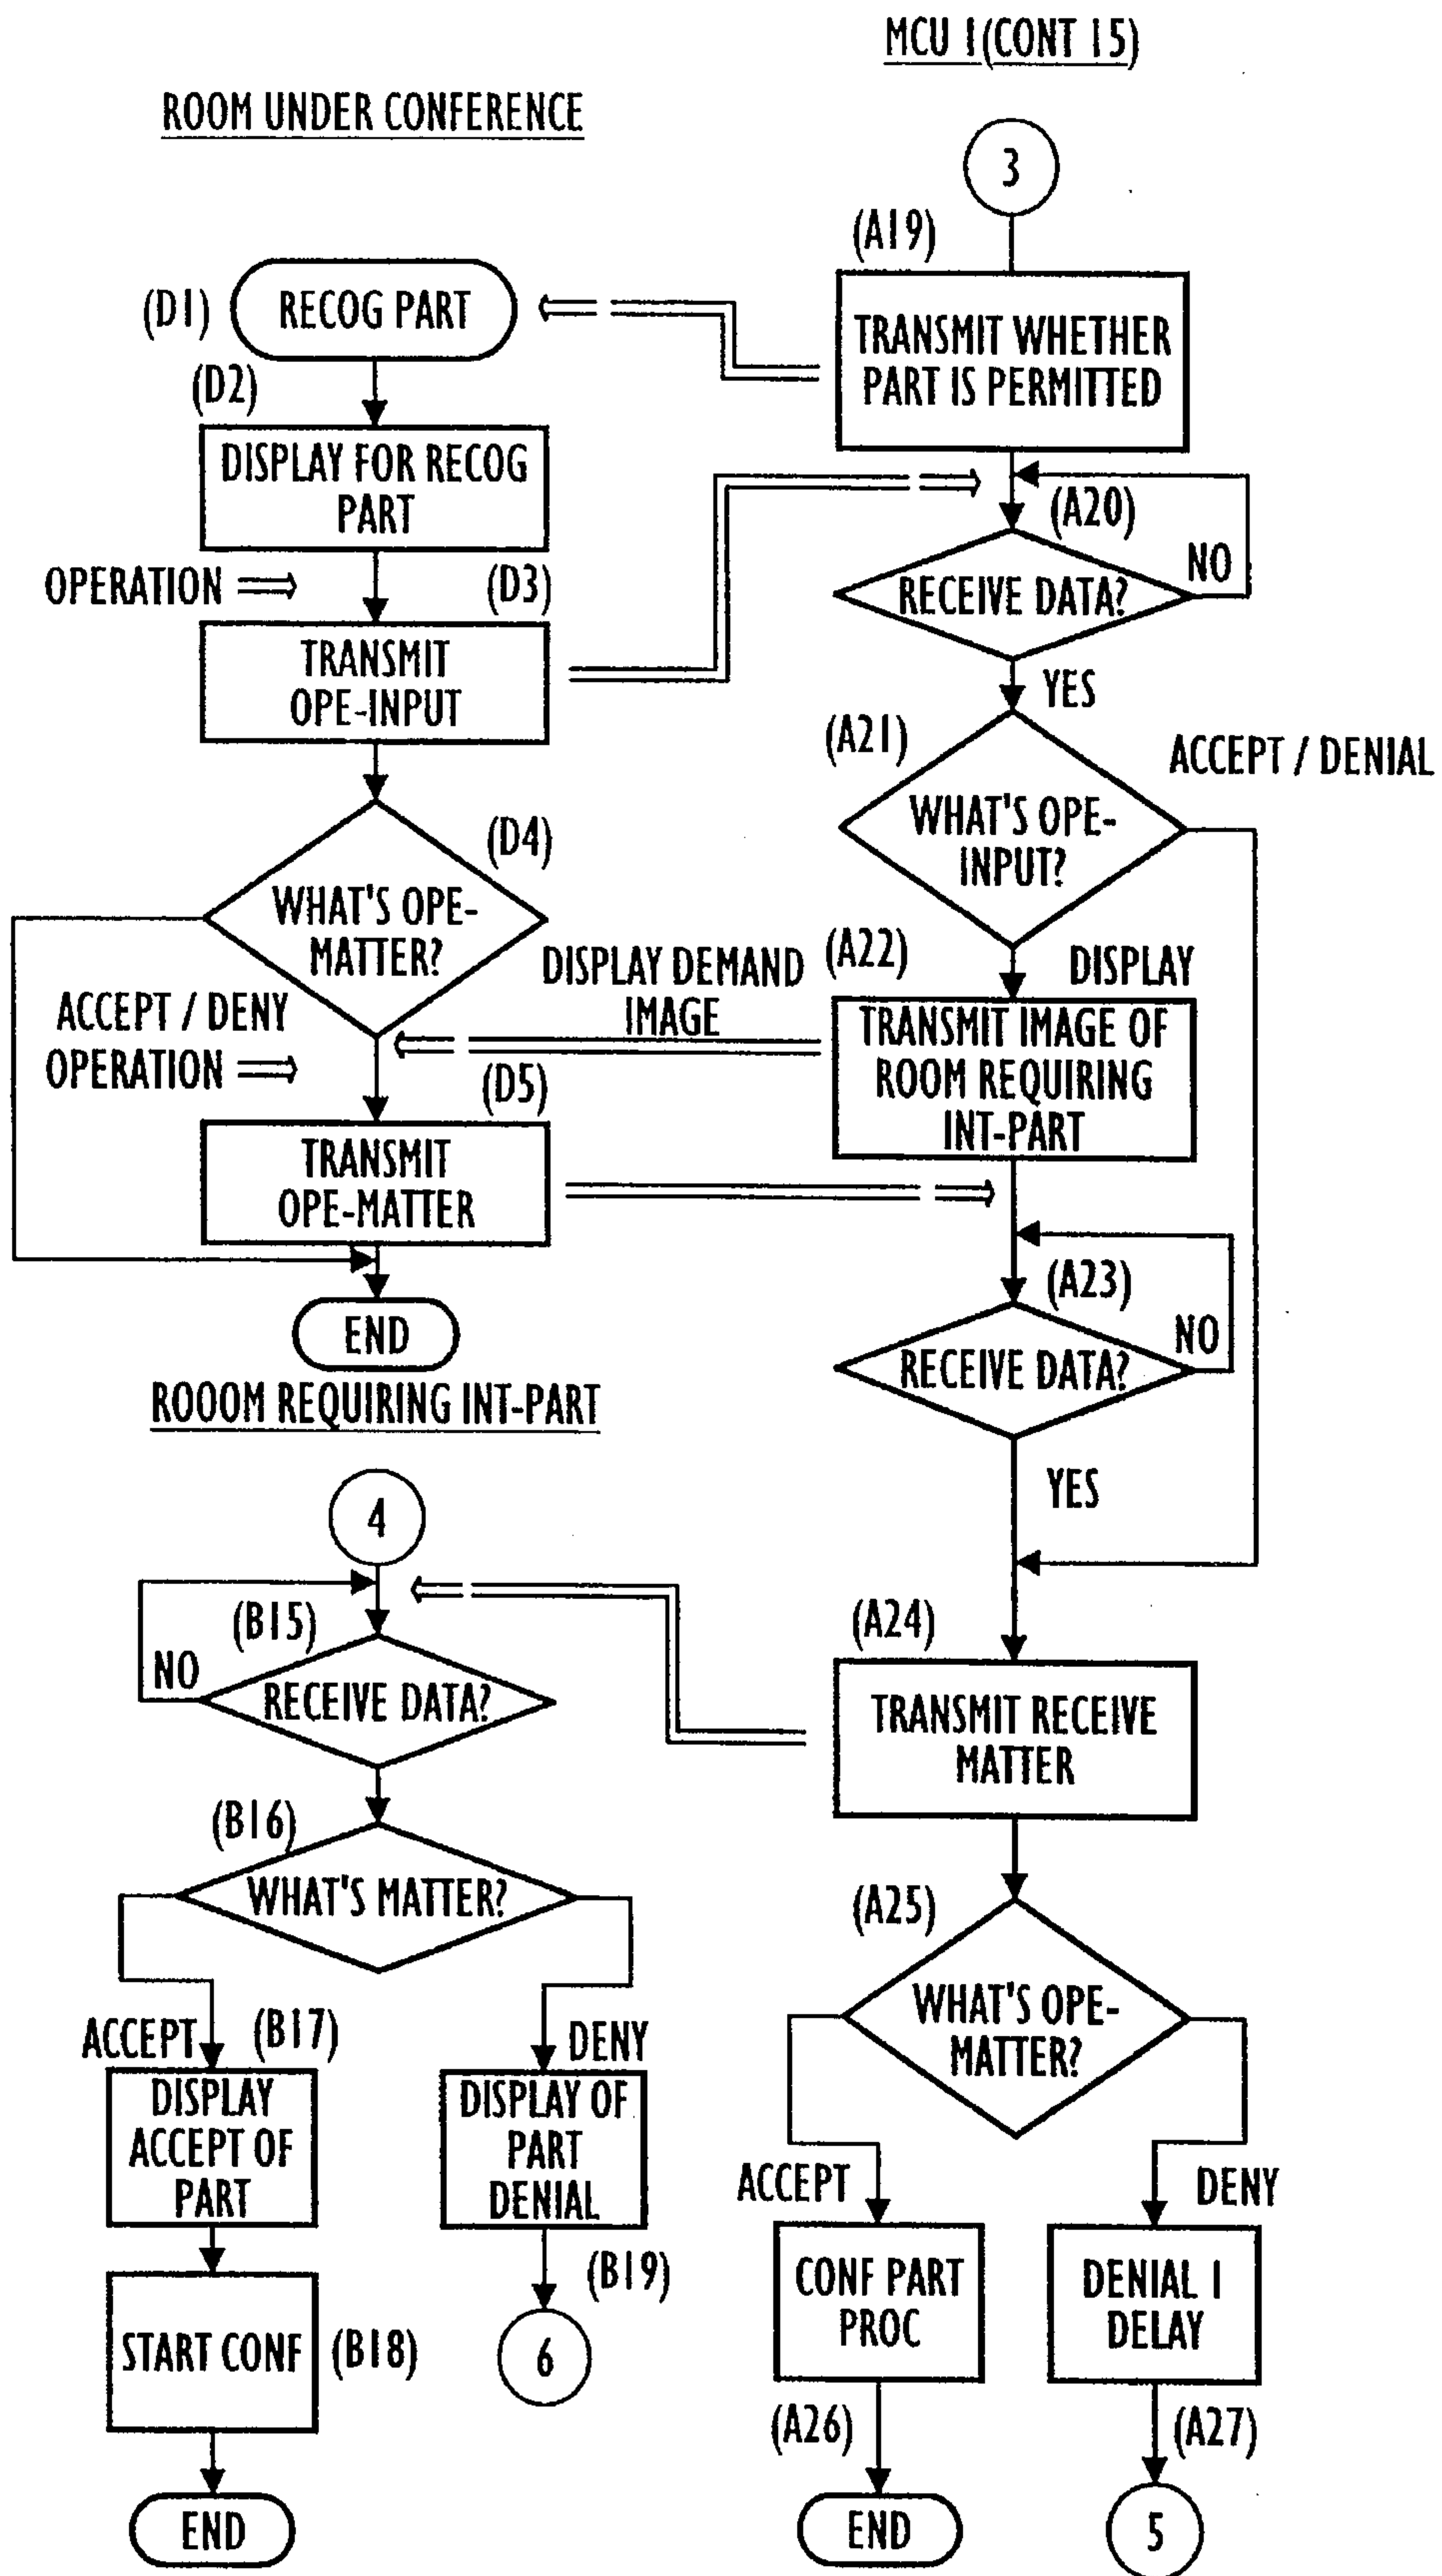 MCU 1(CONT 15)
ROOM UNDER CONFERENCE
3
(A19)
(D1)
RECOG PART
TRANSMIT WHETHER
PART IS PERMITTED
(D2)
DISPLAY FOR RECOG
PART
(A20)
NO
RECEIVE DATA?
OPERATION
(D3)
TRANSMIT
OPE-INPUT
YES
(A21)
ACCEPT / DENIAL
WHAT'S OPE-
INPUT?
(D4)
WHAT'S OPE-
MATTER?
DISPLAY DEMAND
IMAGE
(A22)
DISPLAY
TRANSMIT IMAGE OF
ROOM REQUIRING
INT-PART
ACCEPT / DENY
OPERATION
(D5)
TRANSMIT
OPE-MATTER
(A23)
NO
RECEIVE DATA?
YES
END
ROOOM REQUIRING INT-PART
4
(B15)
NO
RECEIVE DATA?
(A24)
TRANSMIT RECEIVE
MATTER
(B16)
WHAT'S MATTER?
(A25)
WHAT'S OPE-
MATTER?
ACCEPT
(B17)
DENY
DISPLAY
ACCEPT OF
PART
DISPLAY OF
PART
DENIAL
ACCEPT
DENY
START CONF
(B18)
(B19)
6
CONF PART
PROC
DENIAL 1
DELAY
(A26)
(A27)
END
END
5